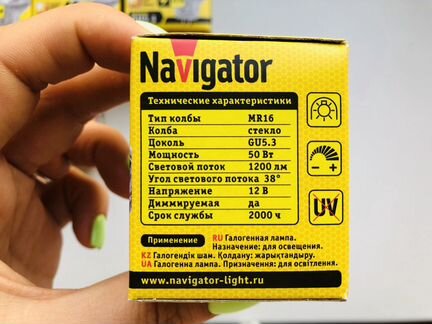 Navigator
Технические характеристики
Тип колбы MR16
Колба стекло
Цоколь GU5.3
Мощность 50 Вт
Световой поток 1200 лм
Угол светового потока 38°
Напряжение 12 В
Диммируемая да
Срок службы 2000 ч
− +
UV
Применение RU Галогенная лампа.
Назначение: для освещения.
KZ Галогендік шам. Қолдану: жарықтандыру.
UA Галогенна лампа. Призначення: для освітлення.
www.navigator-light.ru